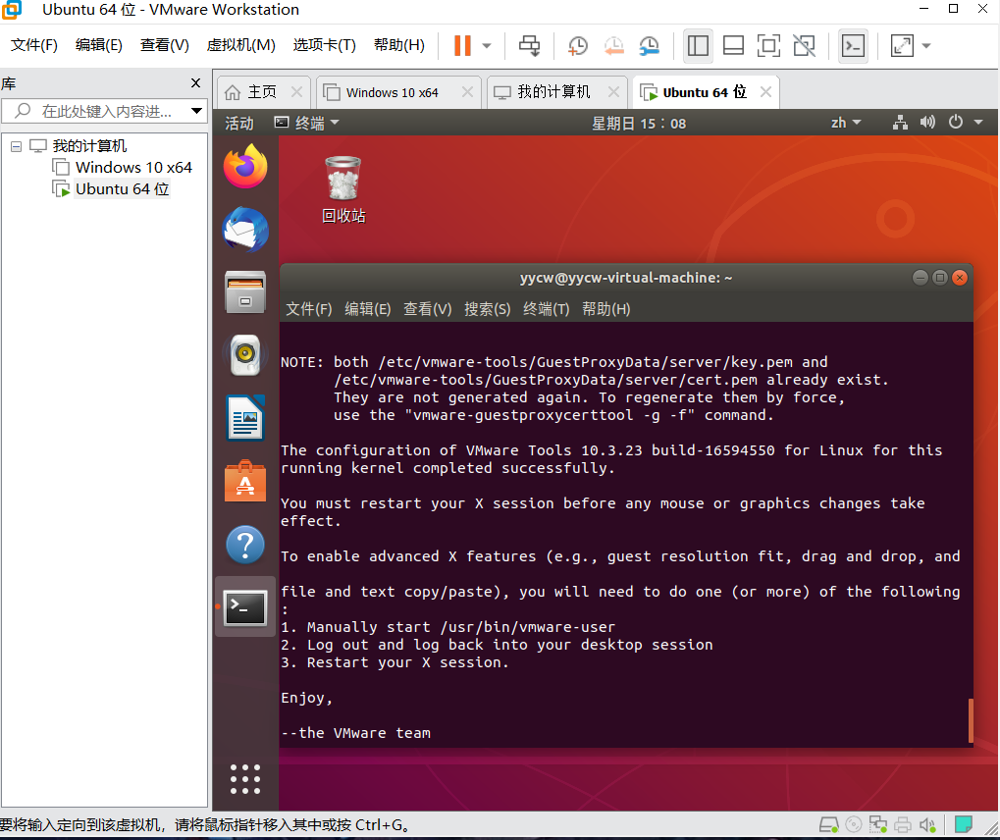 Ubuntu 64 位 - VMware Workstation
文件(F) 编辑(E) 查看(V) 虚拟机(M) 选项卡(T) 帮助(H)
库
在此处键入内容进...
我的计算机
Windows 10 x64
Ubuntu 64 位
主页 Windows 10 x64 我的计算机 Ubuntu 64 位
活动 终端 星期日 15：08 zh
回收站
yycw@yycw-virtual-machine: ~
文件(F) 编辑(E) 查看(V) 搜索(S) 终端(T) 帮助(H)
NOTE: both /etc/vmware-tools/GuestProxyData/server/key.pem and
/etc/vmware-tools/GuestProxyData/server/cert.pem already exist.
They are not generated again. To regenerate them by force,
use the "vmware-guestproxycerttool -g -f" command.
The configuration of VMware Tools 10.3.23 build-16594550 for Linux for this
running kernel completed successfully.
You must restart your X session before any mouse or graphics changes take
effect.
To enable advanced X features (e.g., guest resolution fit, drag and drop, and
file and text copy/paste), you will need to do one (or more) of the following
:
1. Manually start /usr/bin/vmware-user
2. Log out and log back into your desktop session
3. Restart your X session.
Enjoy,
--the VMware team
要将输入定向到该虚拟机，请将鼠标指针移入其中或按 Ctrl+G。